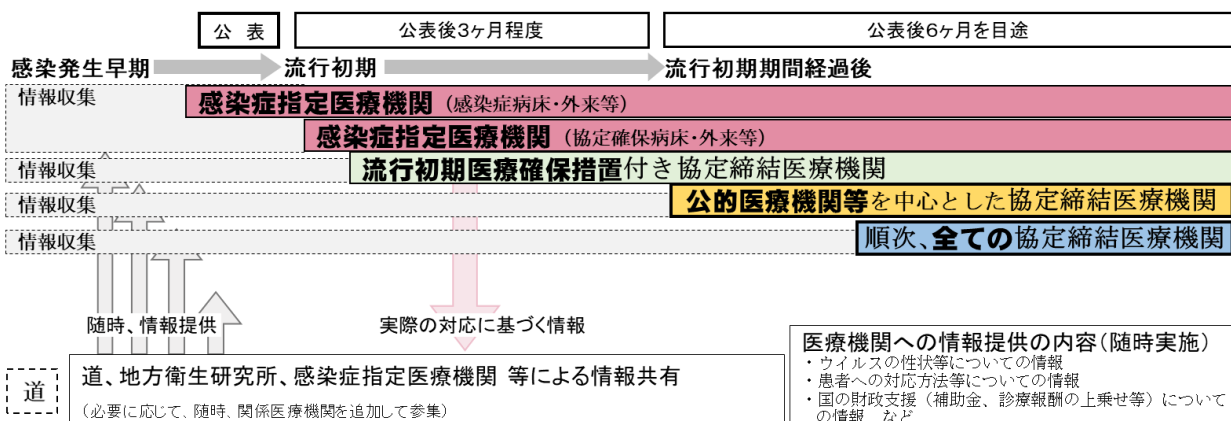 公 表
公表後3ヶ月程度
公表後6ヶ月を目途
感染発生早期
流行初期
流行初期期間経過後
情報収集
感染症指定医療機関 (感染症病床・外来等)
感染症指定医療機関 (協定確保病床・外来等)
情報収集
流行初期医療確保措置付き協定締結医療機関
情報収集
公的医療機関等を中心とした協定締結医療機関
情報収集
順次、全ての協定締結医療機関
随時、情報提供
実際の対応に基づく情報
道
道、地方衛生研究所、感染症指定医療機関 等による情報共有
(必要に応じて、随時、関係医療機関を追加して参集)
医療機関への情報提供の内容(随時実施)
・ウイルスの性状等についての情報
・患者への対応方法等についての情報
・国の財政支援(補助金、診療報酬の上乗せ等)について
の情報 など